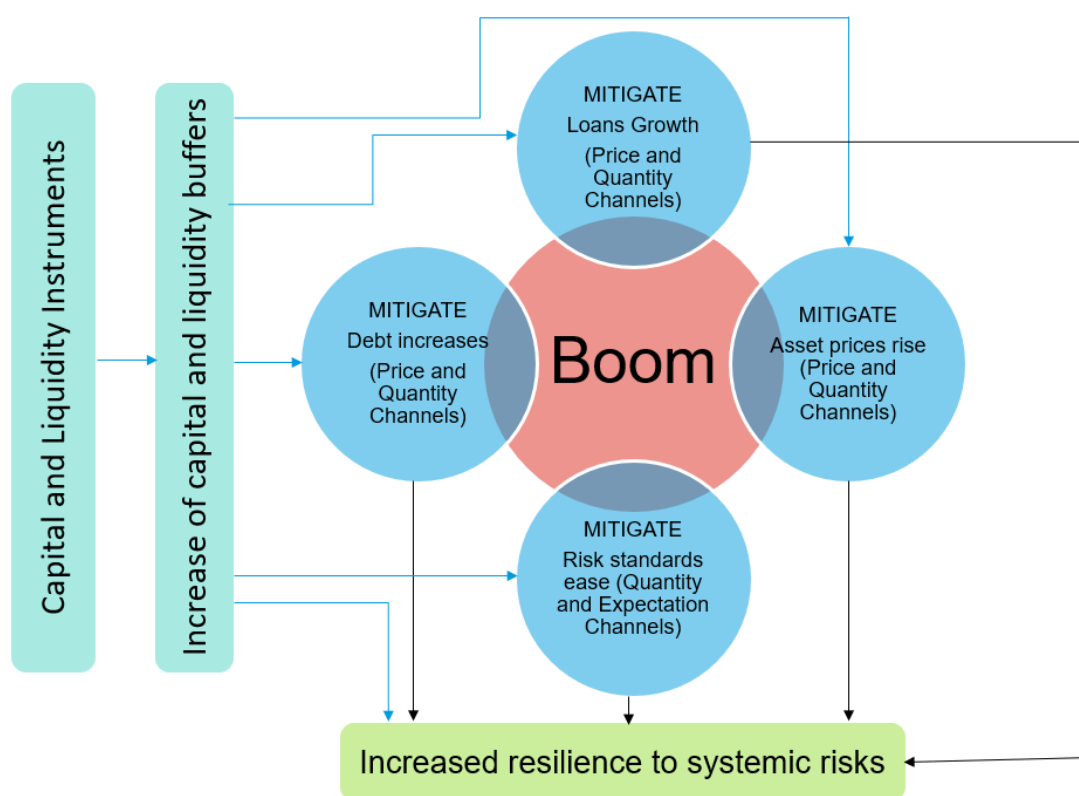 Capital and Liquidity Instruments
Increase of capital and liquidity buffers
MITIGATE
Loans Growth
(Price and
Quantity
Channels)
MITIGATE
Debt increases
(Price and
Quantity
Channels)
Boom
MITIGATE
Asset prices rise
(Price and
Quantity
Channels)
MITIGATE
Risk standards
ease (Quantity
and Expectation
Channels)
Increased resilience to systemic risks